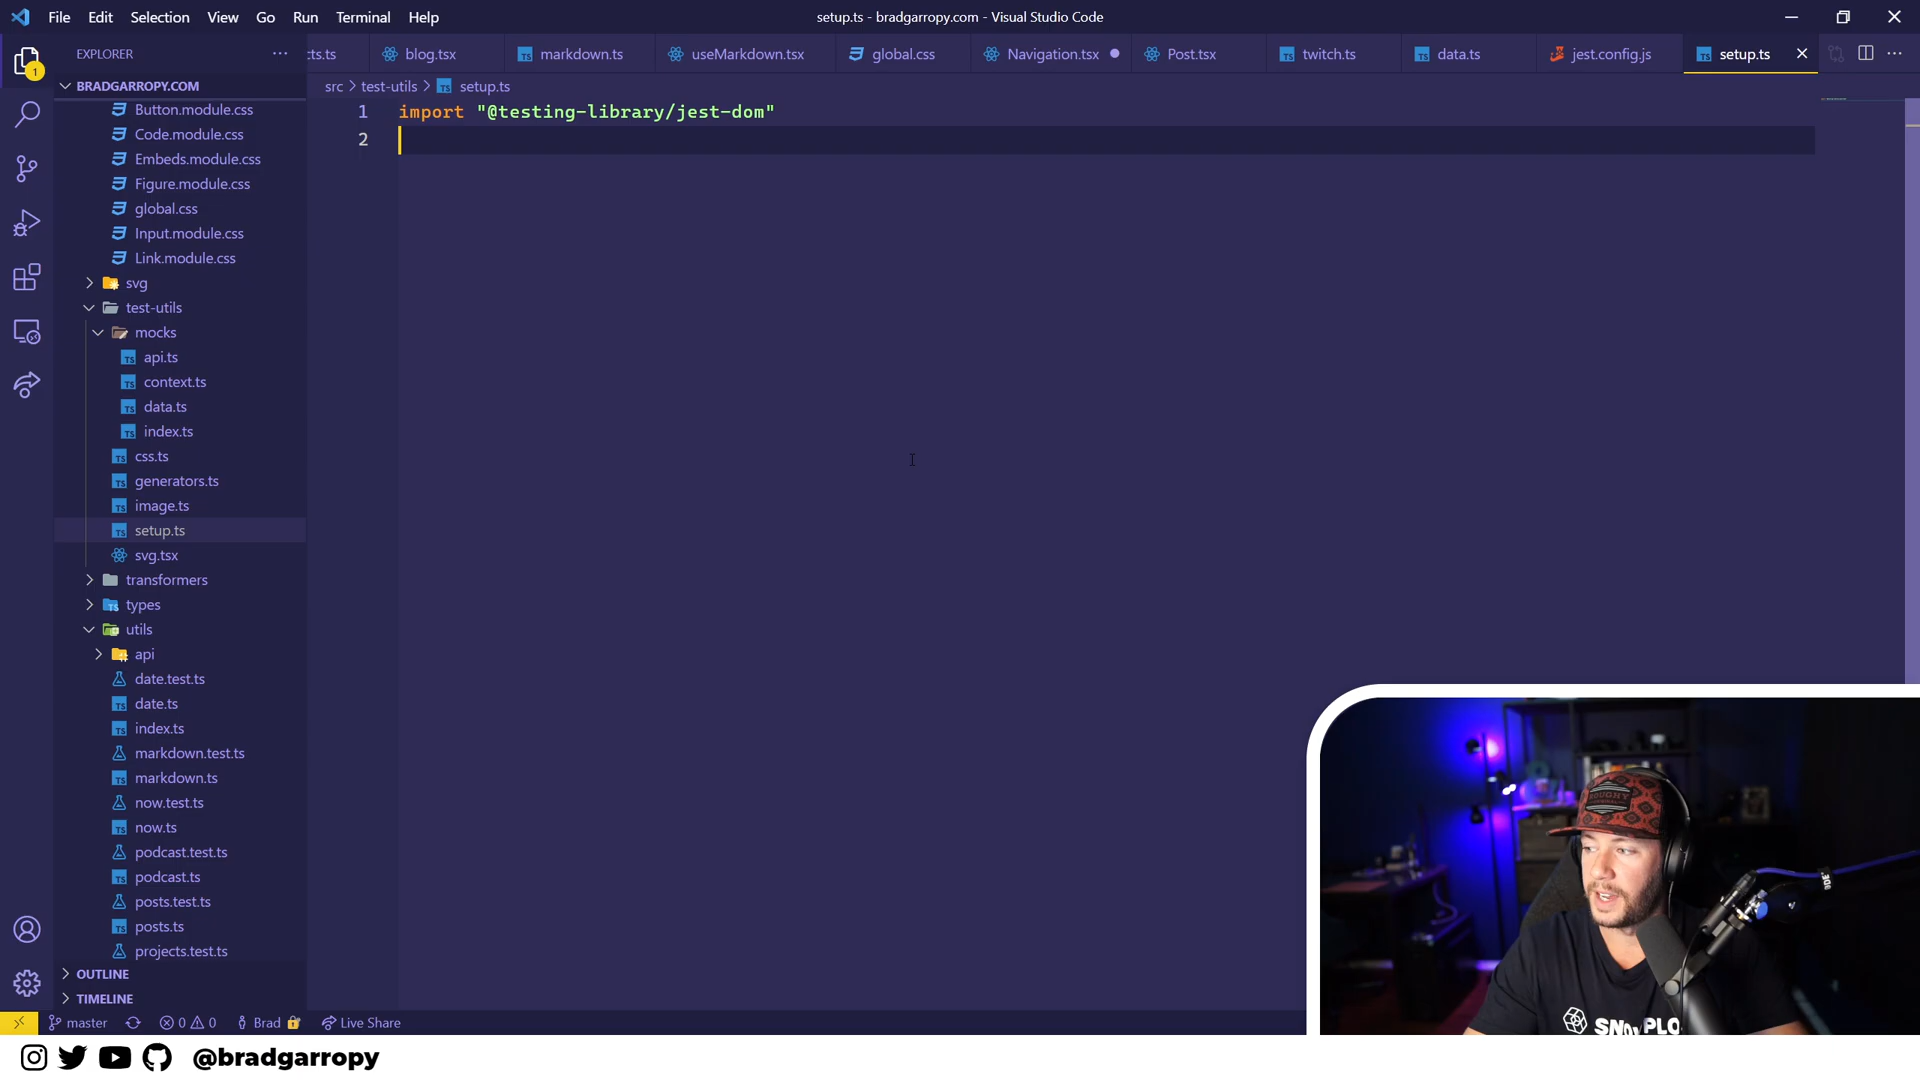 File Edit Selection View Go Run Terminal Help
setup.ts - bradgarropy.com - Visual Studio Code
EXPLORER
cts.ts blog.tsx markdown.ts useMarkdown.tsx global.css Navigation.tsx Post.tsx twitch.ts data.ts jest.config.js setup.ts
1
BRADGARROPY.COM
src > test-utils > setup.ts
1 import "@testing-library/jest-dom"
2
Button.module.css
Code.module.css
Embeds.module.css
Figure.module.css
global.css
Input.module.css
Link.module.css
svg
test-utils
mocks
api.ts
context.ts
data.ts
index.ts
css.ts
generators.ts
image.ts
setup.ts
svg.tsx
transformers
types
utils
api
date.test.ts
date.ts
index.ts
markdown.test.ts
markdown.ts
now.test.ts
now.ts
podcast.test.ts
podcast.ts
posts.test.ts
posts.ts
projects.test.ts
OUTLINE
TIMELINE
master 0 0 Brad Live Share
@bradgarropy